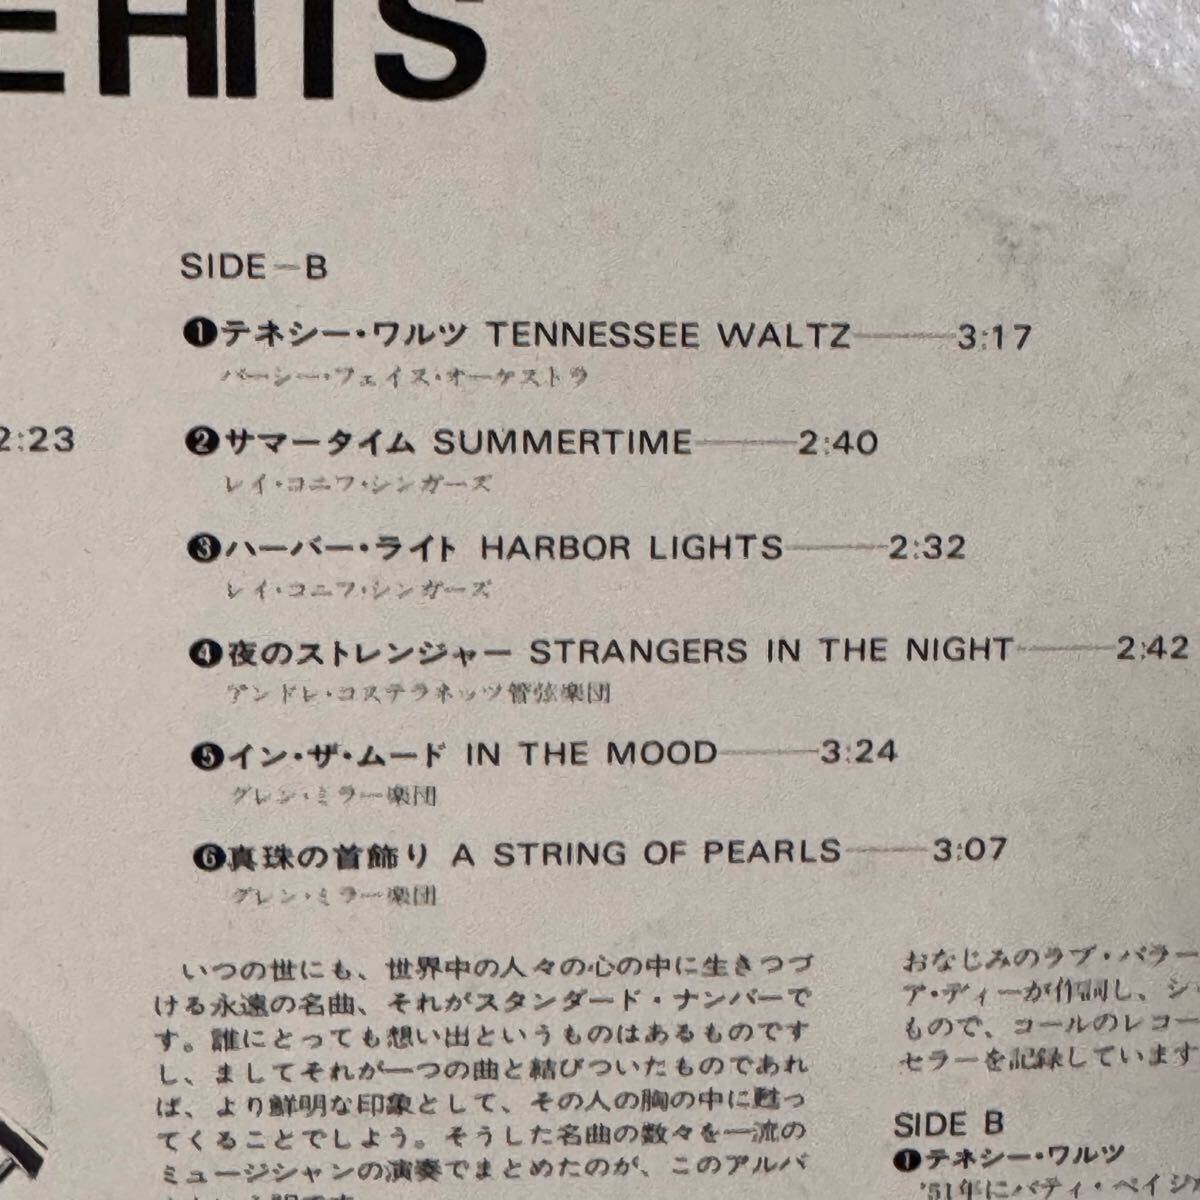 HITS
SIDE－B
❶テネシー・ワルツ TENNESSEE WALTZ――3:17
パーシー・フェイス・オーケストラ
2:23
❷サマータイム SUMMERTIME――2:40
レイ・コニフ・シンガーズ
❸ハーバー・ライト HARBOR LIGHTS――2:32
レイ・コニフ・シンガーズ
❹夜のストレンジャー STRANGERS IN THE NIGHT――2:42
アンドレ・コステラネッツ管弦楽団
❺イン・ザ・ムード IN THE MOOD――3:24
グレン・ミラー楽団
❻真珠の首飾り A STRING OF PEARLS――3:07
グレン・ミラー楽団
いつの世にも、世界中の人々の心の中に生きつづ
ける永遠の名曲、それがスタンダード・ナンバーで
す。誰にとっても想い出というものはあるものです
し、ましてそれが一つの曲と結びついたものであれ
ば、より鮮明な印象として、その人の胸の中に甦っ
てくることでしょう。そうした名曲の数々を一流の
ミュージシャンの演奏でまとめたのが、このアルバ
おなじみのラブ・バラー
ア・ディーが作詞し、シ
もので、コールのレコー
セラーを記録しています
SIDE B
❶テネシー・ワルツ
'51年にパティ・ペイジ